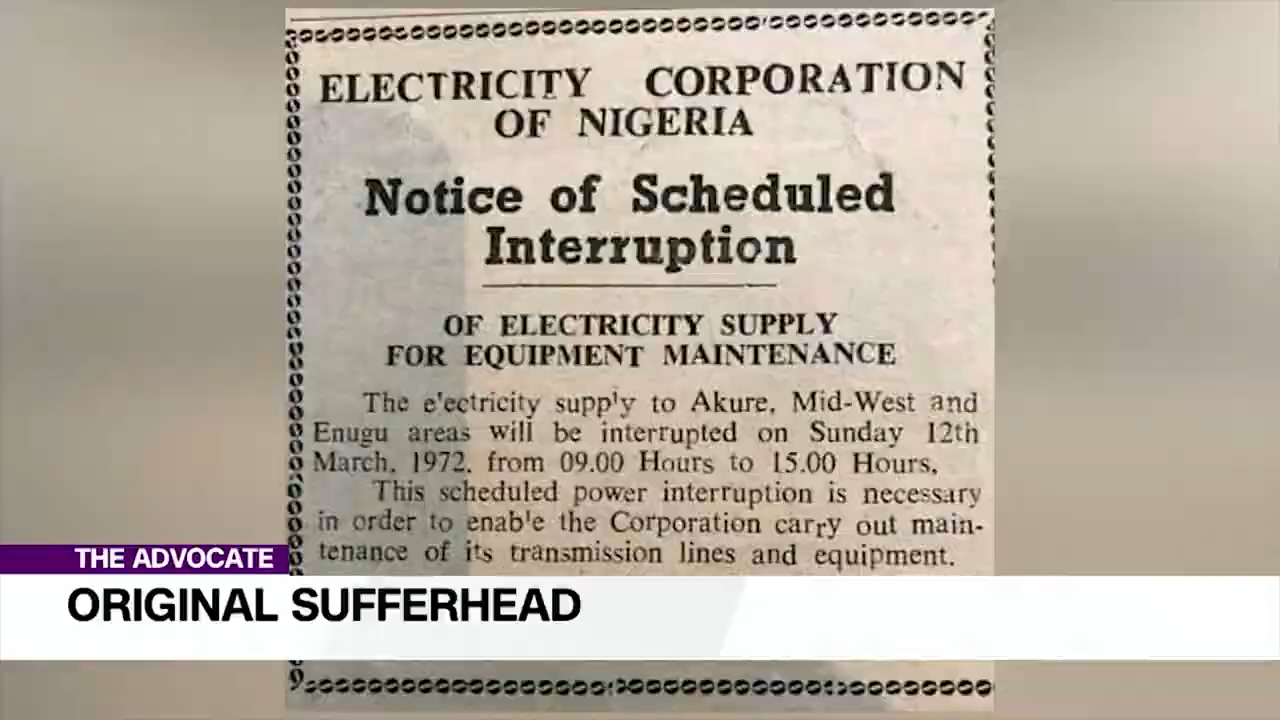 ELECTRICITY CORPORATION
OF NIGERIA
Notice of Scheduled
Interruption
OF ELECTRICITY SUPPLY
FOR EQUIPMENT MAINTENANCE
The e'ectricity supp'y to Akure, Mid-West and
Enugu areas will be interrupted on Sunday 12th
March, 1972, from 09.00 Hours to 15.00 Hours,
This scheduled power interruption is necessary
in order to enab'e the Corporation carry out main-
tenance of its transmission lines and equipment.
THE ADVOCATE
ORIGINAL SUFFERHEAD